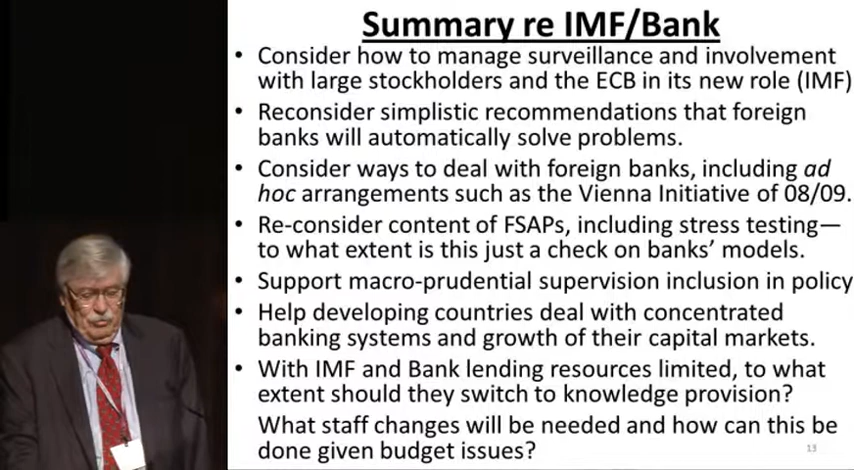 Summary re IMF/Bank
• Consider how to manage surveillance and involvement
with large stockholders and the ECB in its new role (IMF)
• Reconsider simplistic recommendations that foreign
banks will automatically solve problems.
• Consider ways to deal with foreign banks, including ad
hoc arrangements such as the Vienna Initiative of 08/09.
• Re-consider content of FSAPs, including stress testing—
to what extent is this just a check on banks’ models.
• Support macro-prudential supervision inclusion in policy
• Help developing countries deal with concentrated
banking systems and growth of their capital markets.
• With IMF and Bank lending resources limited, to what
extent should they switch to knowledge provision?
What staff changes will be needed and how can this be
done given budget issues?
13